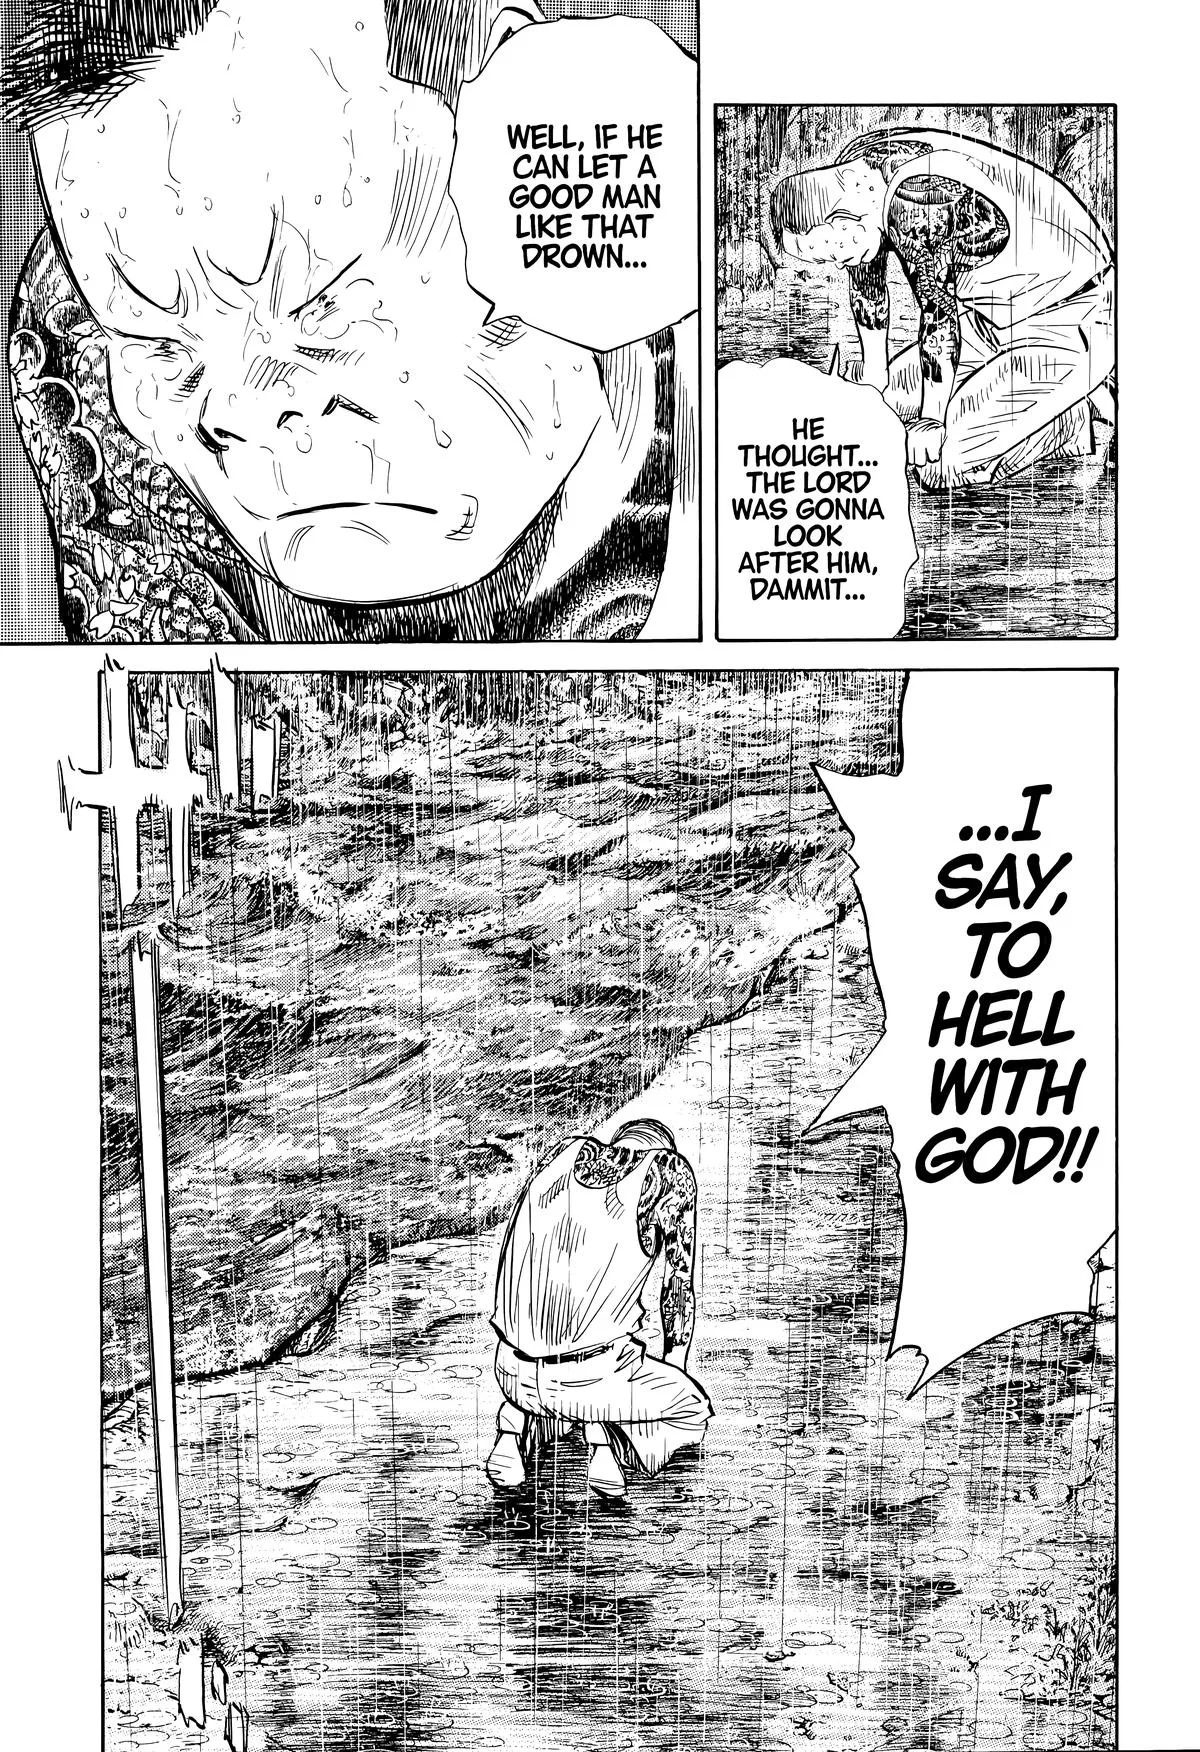 HE
THOUGHT...
THE LORD
WAS GONNA
LOOK
AFTER HIM,
DAMMIT...
WELL, IF HE
CAN LET A
GOOD MAN
LIKE THAT
DROWN...
...I
SAY,
TO
HELL
WITH
GOD!!